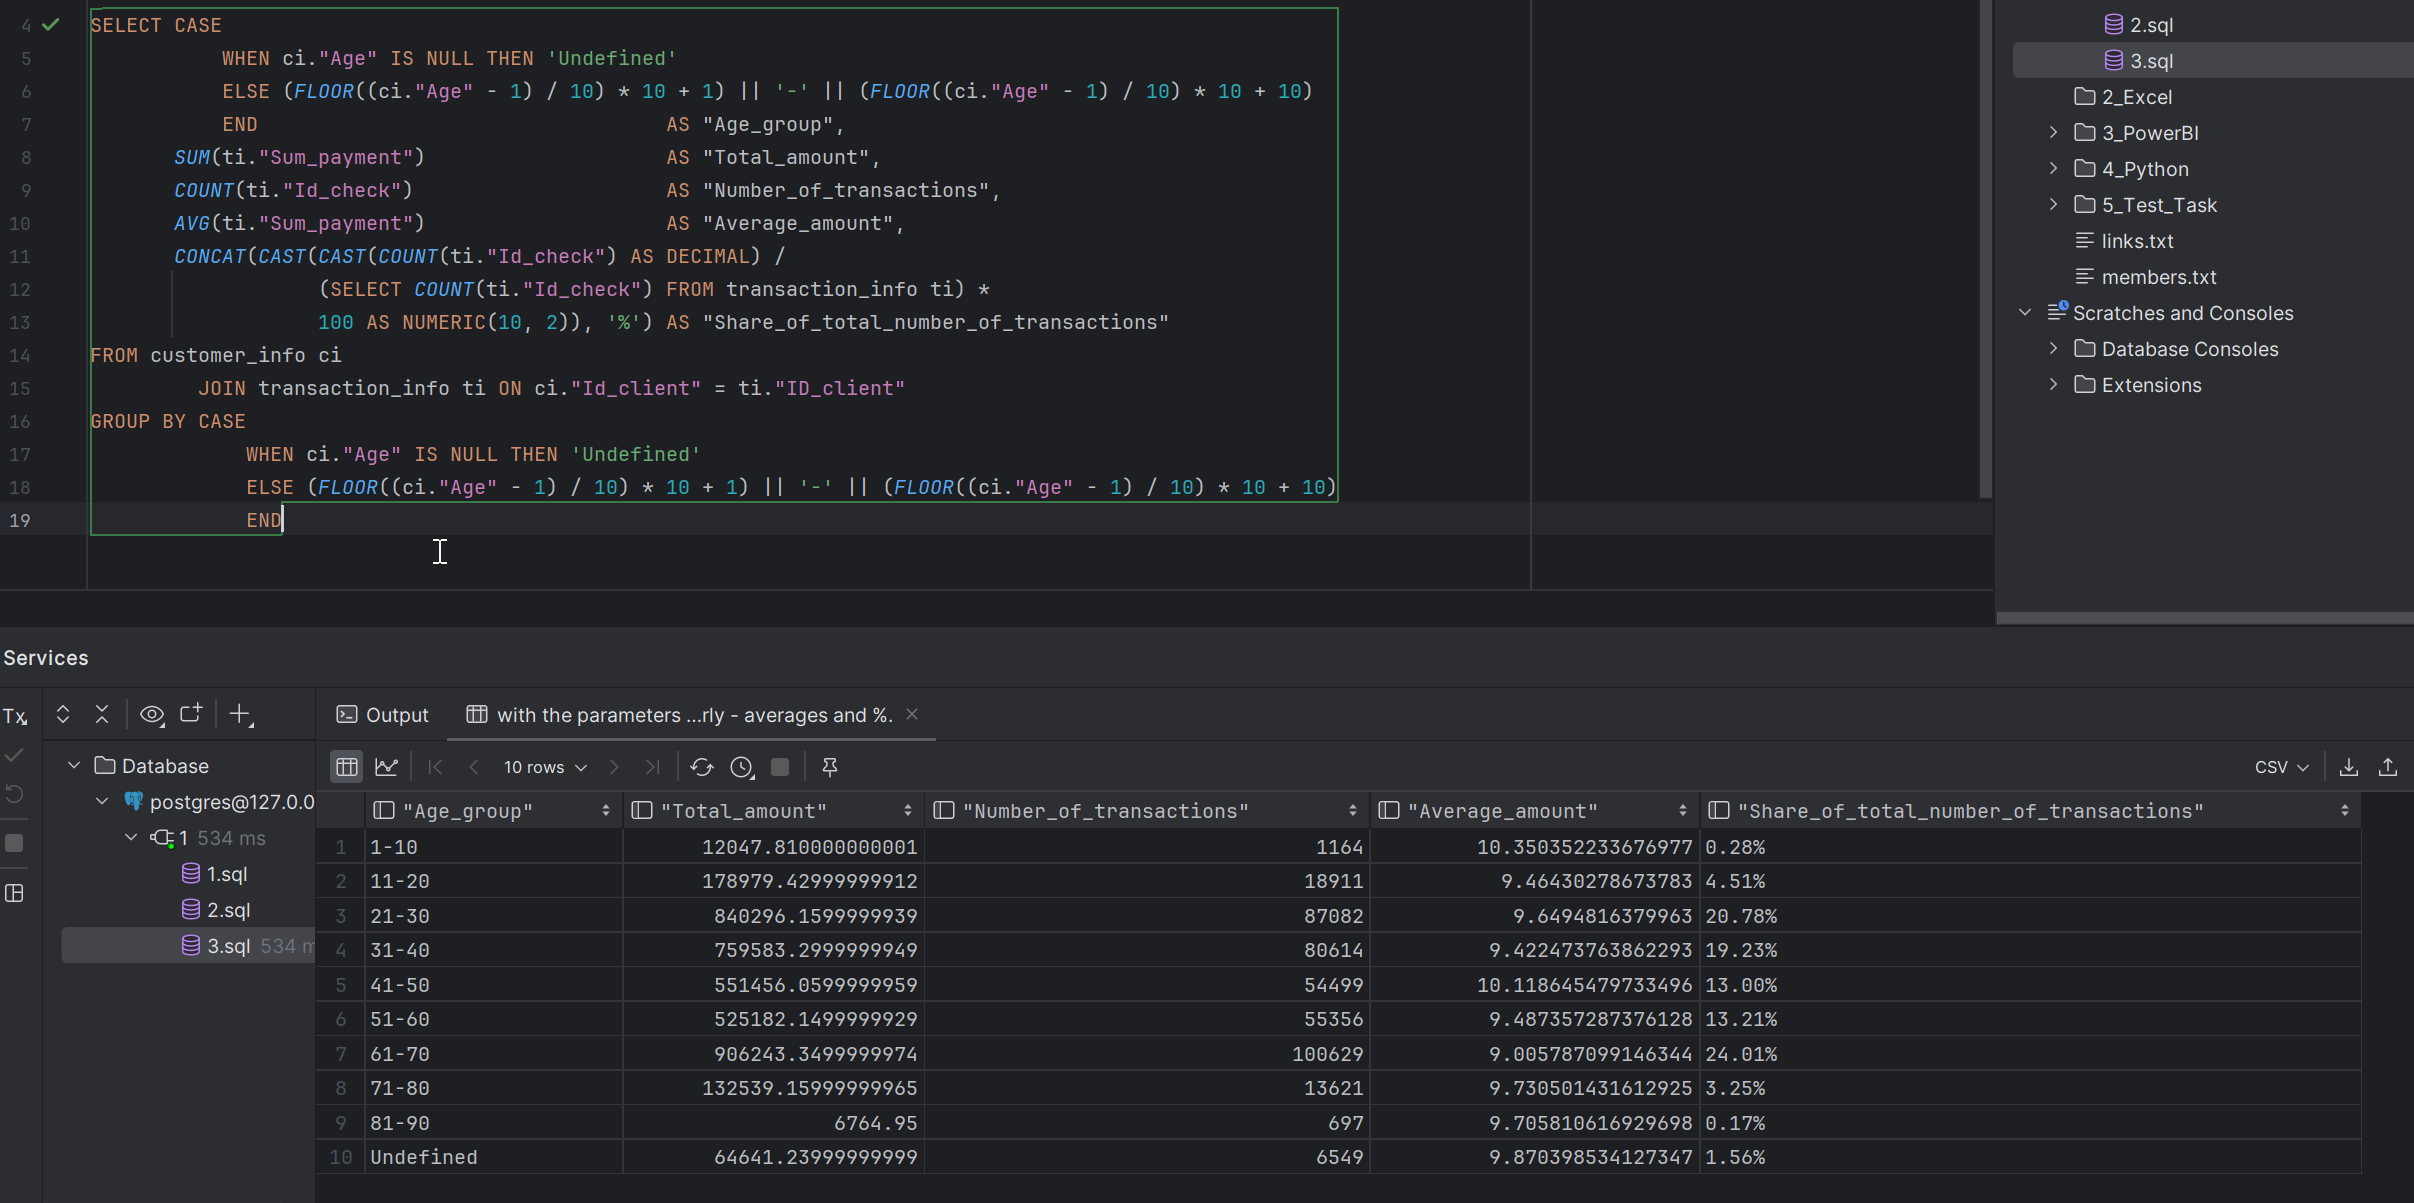 4 SELECT CASE
5 WHEN ci."Age" IS NULL THEN 'Undefined'
6 ELSE (FLOOR((ci."Age" - 1) / 10) * 10 + 1) || '-' || (FLOOR((ci."Age" - 1) / 10) * 10 + 10)
7 END AS "Age_group",
8 SUM(ti."Sum_payment") AS "Total_amount",
9 COUNT(ti."Id_check") AS "Number_of_transactions",
10 AVG(ti."Sum_payment") AS "Average_amount",
11 CONCAT(CAST(CAST(COUNT(ti."Id_check") AS DECIMAL) /
12 (SELECT COUNT(ti."Id_check") FROM transaction_info ti) *
13 100 AS NUMERIC(10, 2)), '%') AS "Share_of_total_number_of_transactions"
14 FROM customer_info ci
15 JOIN transaction_info ti ON ci."Id_client" = ti."ID_client"
16 GROUP BY CASE
17 WHEN ci."Age" IS NULL THEN 'Undefined'
18 ELSE (FLOOR((ci."Age" - 1) / 10) * 10 + 1) || '-' || (FLOOR((ci."Age" - 1) / 10) * 10 + 10)
19 END
2.sql
3.sql
2_Excel
3_PowerBI
4_Python
5_Test_Task
links.txt
members.txt
Scratches and Consoles
Database Consoles
Extensions
Services
Tx
Database
postgres@127.0.0
1 534 ms
1.sql
2.sql
3.sql 534 m
Output with the parameters ...rly - averages and %.
10 rows CSV
"Age_group" "Total_amount" "Number_of_transactions" "Average_amount" "Share_of_total_number_of_transactions"
1 1-10 12047.810000000001 1164 10.350352233676977 0.28%
2 11-20 178979.42999999912 18911 9.46430278673783 4.51%
3 21-30 840296.1599999939 87082 9.6494816379963 20.78%
4 31-40 759583.2999999949 80614 9.422473763862293 19.23%
5 41-50 551456.0599999959 54499 10.118645479733496 13.00%
6 51-60 525182.1499999929 55356 9.487357287376128 13.21%
7 61-70 906243.3499999974 100629 9.005787099146344 24.01%
8 71-80 132539.15999999965 13621 9.730501431612925 3.25%
9 81-90 6764.95 697 9.705810616929698 0.17%
10 Undefined 64641.23999999999 6549 9.870398534127347 1.56%